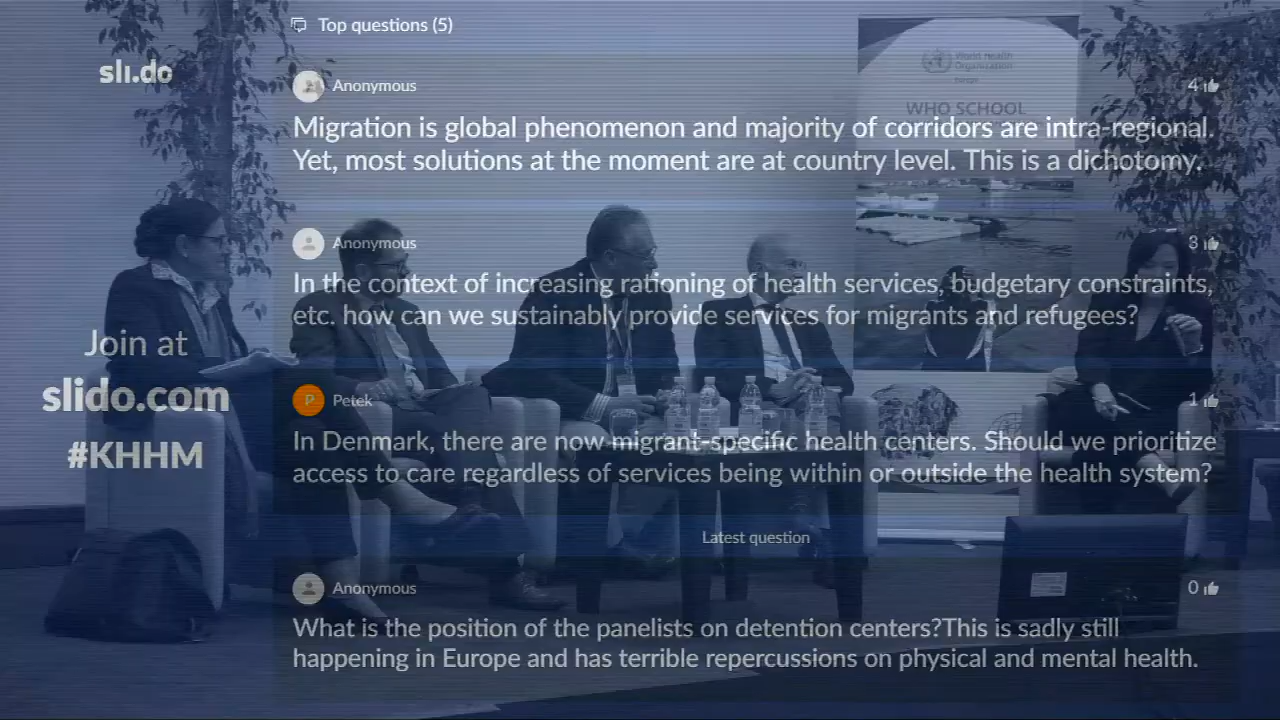 Top questions (5)
sli.do
Anonymous
4
Migration is global phenomenon and majority of corridors are intra-regional.
Yet, most solutions at the moment are at country level. This is a dichotomy.
Anonymous
3
In the context of increasing rationing of health services, budgetary constraints,
etc. how can we sustainably provide services for migrants and refugees?
Join at
slido.com
#KHHM
P
Petek
1
In Denmark, there are now migrant-specific health centers. Should we prioritize
access to care regardless of services being within or outside the health system?
Latest question
Anonymous
0
What is the position of the panelists on detention centers?This is sadly still
happening in Europe and has terrible repercussions on physical and mental health.
World Health
Organization
WHO SCHOOL